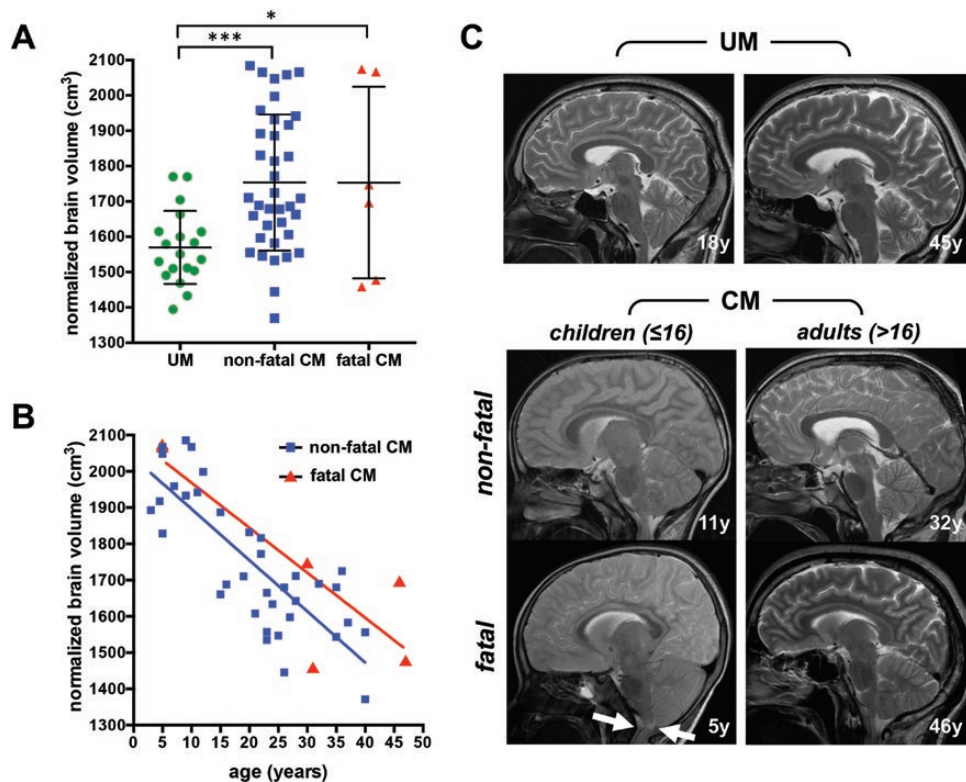 A
*
***
normalized brain volume (cm³)
2100
2000
1900
1800
1700
1600
1500
1400
1300
UM
non-fatal CM
fatal CM
B
normalized brain volume (cm³)
2100
2000
1900
1800
1700
1600
1500
1400
1300
non-fatal CM
fatal CM
0 5 10 15 20 25 30 35 40 45 50
age (years)
C
UM
18y
45y
CM
children (≤16)
adults (>16)
non-fatal
11y
32y
fatal
5y
46y